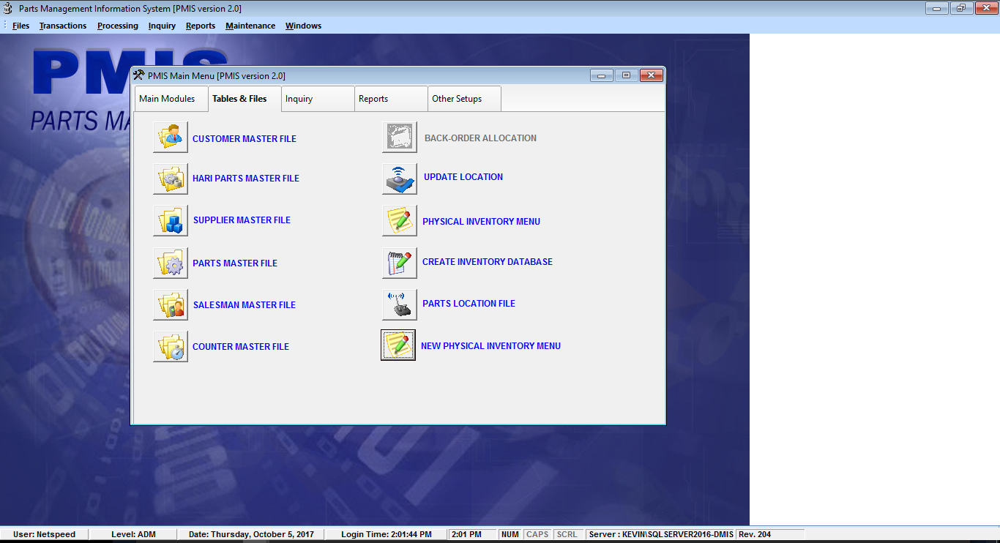 Parts Management Information System [PMIS version 2.0]
Files Transactions Processing Inquiry Reports Maintenance Windows
PMIS
PARTS MA
PMIS Main Menu [PMIS version 2.0]
Main Modules Tables & Files Inquiry Reports Other Setups
CUSTOMER MASTER FILE
BACK-ORDER ALLOCATION
HARI PARTS MASTER FILE
UPDATE LOCATION
SUPPLIER MASTER FILE
PHYSICAL INVENTORY MENU
PARTS MASTER FILE
CREATE INVENTORY DATABASE
SALESMAN MASTER FILE
PARTS LOCATION FILE
COUNTER MASTER FILE
NEW PHYSICAL INVENTORY MENU
User: Netspeed Level: ADM Date: Thursday, October 5, 2017 Login Time: 2:01:44 PM 2:01 PM NUM CAPS SCRL Server : KEVIN\SQLSERVER2016-DMIS Rev. 204